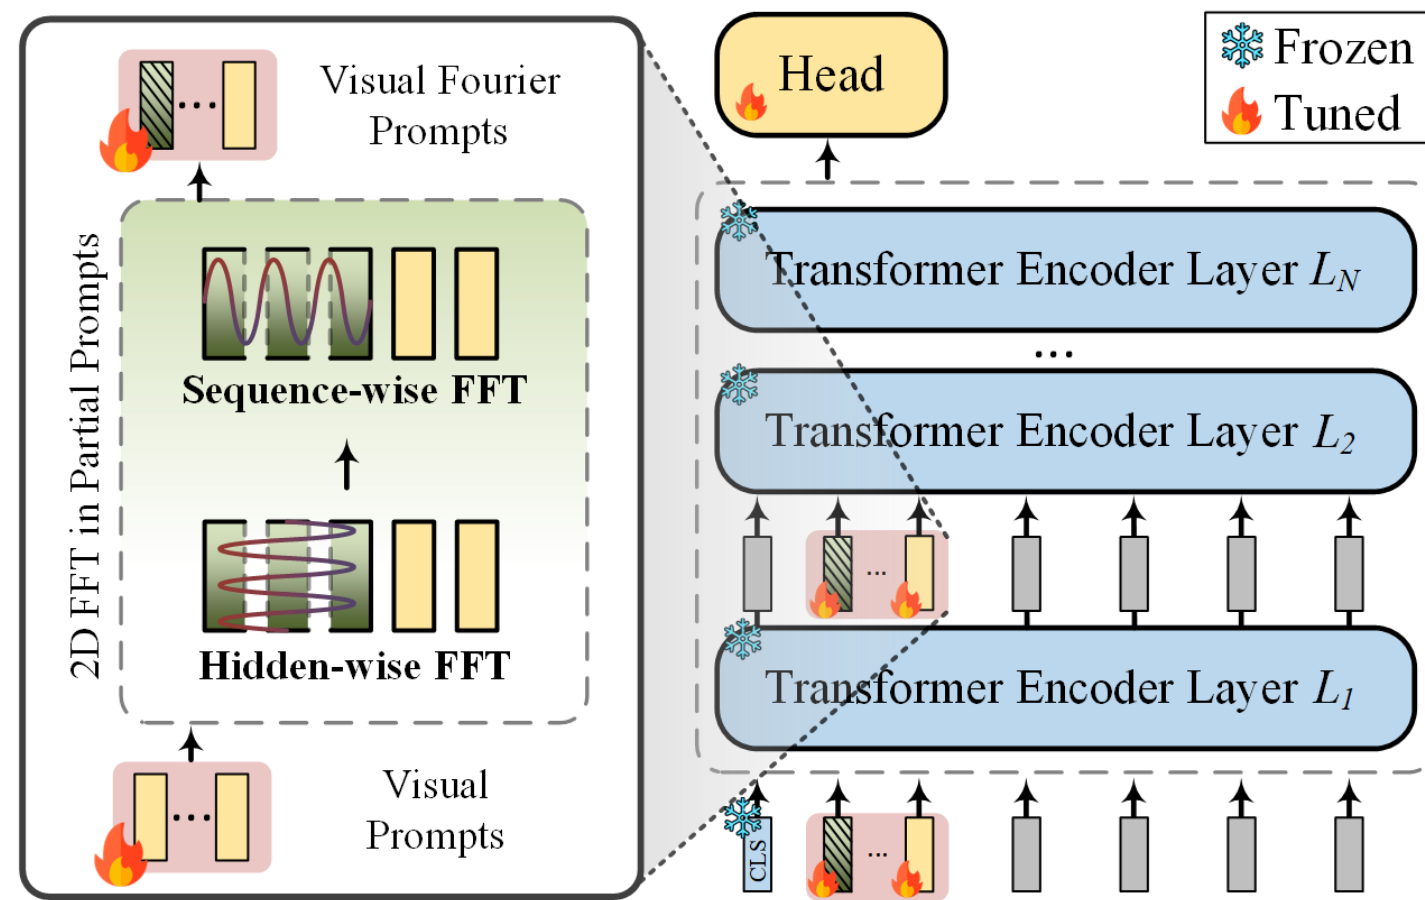 Visual Fourier
Prompts
2D FFT in Partial Prompts
Sequence-wise FFT
Hidden-wise FFT
Visual
Prompts
Head
Frozen
Tuned
Transformer Encoder Layer L_N
...
Transformer Encoder Layer L_2
...
Transformer Encoder Layer L_1
CLS
...